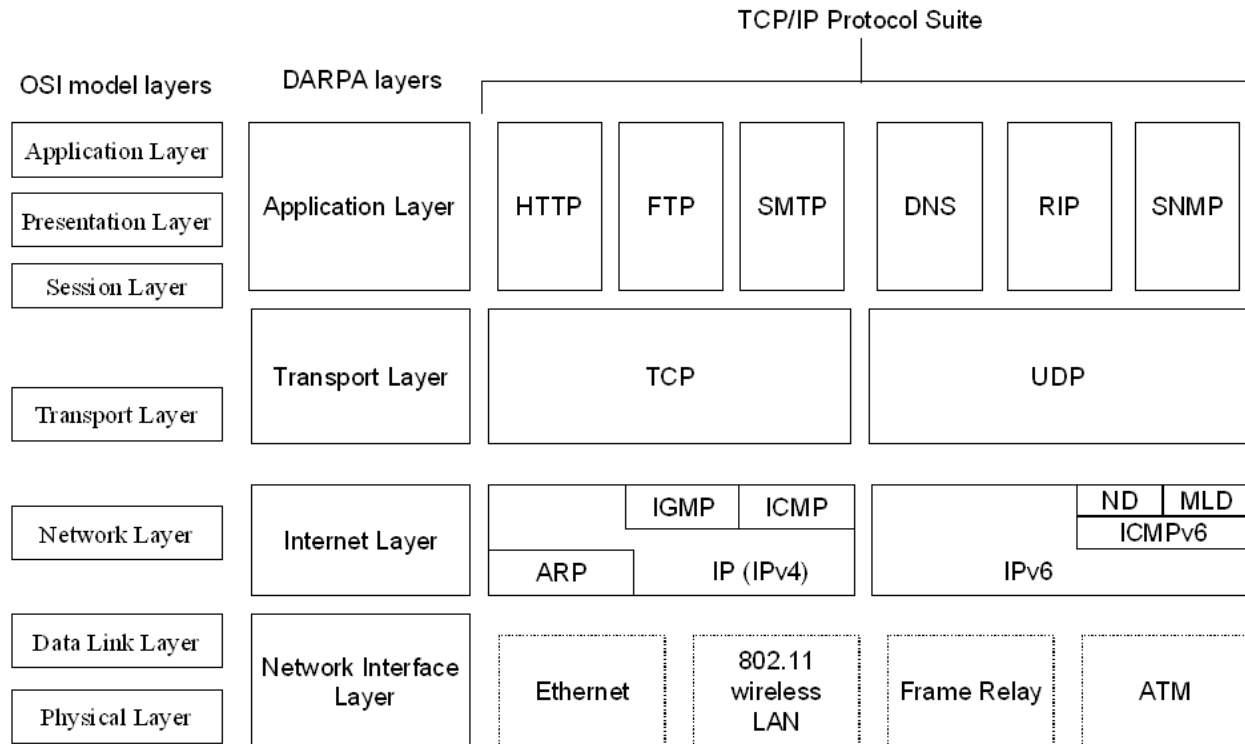 TCP/IP Protocol Suite
OSI model layers
DARPA layers
Application Layer
Presentation Layer
Session Layer
Application Layer
HTTP
FTP
SMTP
DNS
RIP
SNMP
Transport Layer
Transport Layer
TCP
UDP
Network Layer
Internet Layer
IGMP
ICMP
ARP
IP (IPv4)
ND
MLD
ICMPv6
IPv6
Data Link Layer
Physical Layer
Network Interface
Layer
Ethernet
802.11
wireless
LAN
Frame Relay
ATM